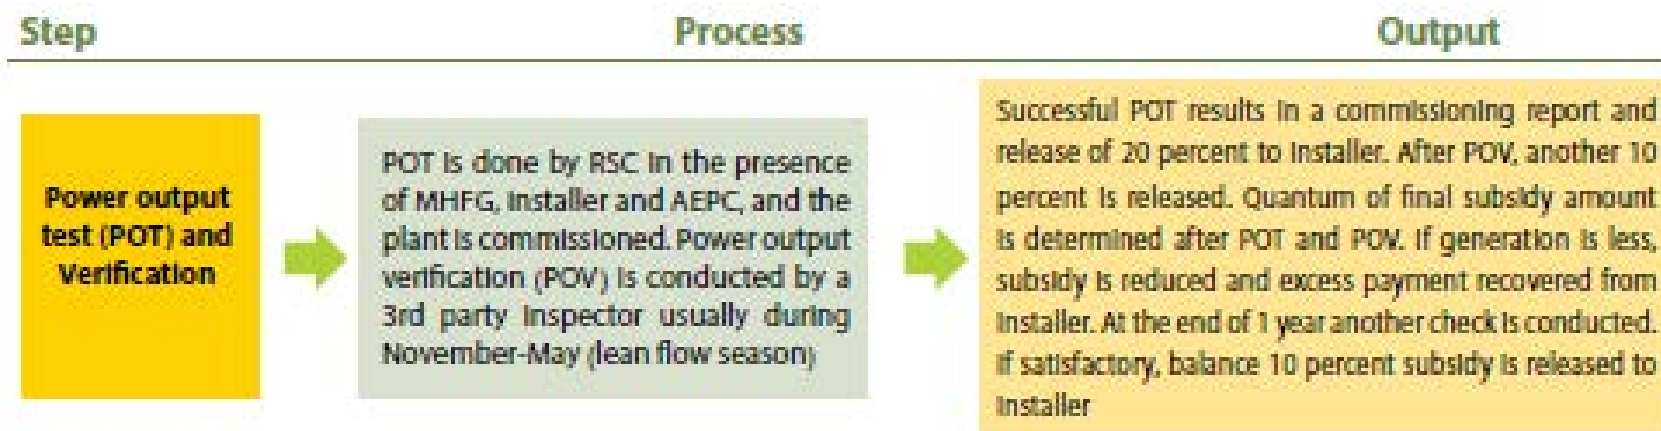 Step
Process
Output
Power output
test (POT) and
Verification
POT is done by RSC in the presence
of MHFG, Installer and AEPC, and the
plant is commissioned. Power output
verification (POV) is conducted by a
3rd party Inspector usually during
November-May (lean flow season)
Successful POT results in a commissioning report and
release of 20 percent to Installer. After POV, another 10
percent is released. Quantum of final subsidy amount
is determined after POT and POV. If generation is less,
subsidy is reduced and excess payment recovered from
Installer. At the end of 1 year another check is conducted.
If satisfactory, balance 10 percent subsidy is released to
Installer